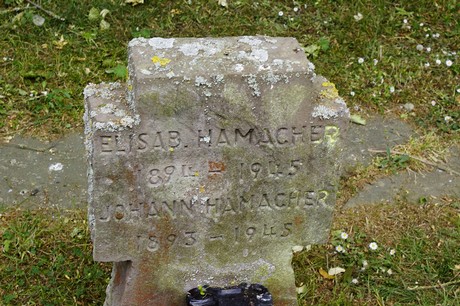 ELISAB. HAMACHER
1894 - 1945
JOHANN HAMACHER
1893 - 1945